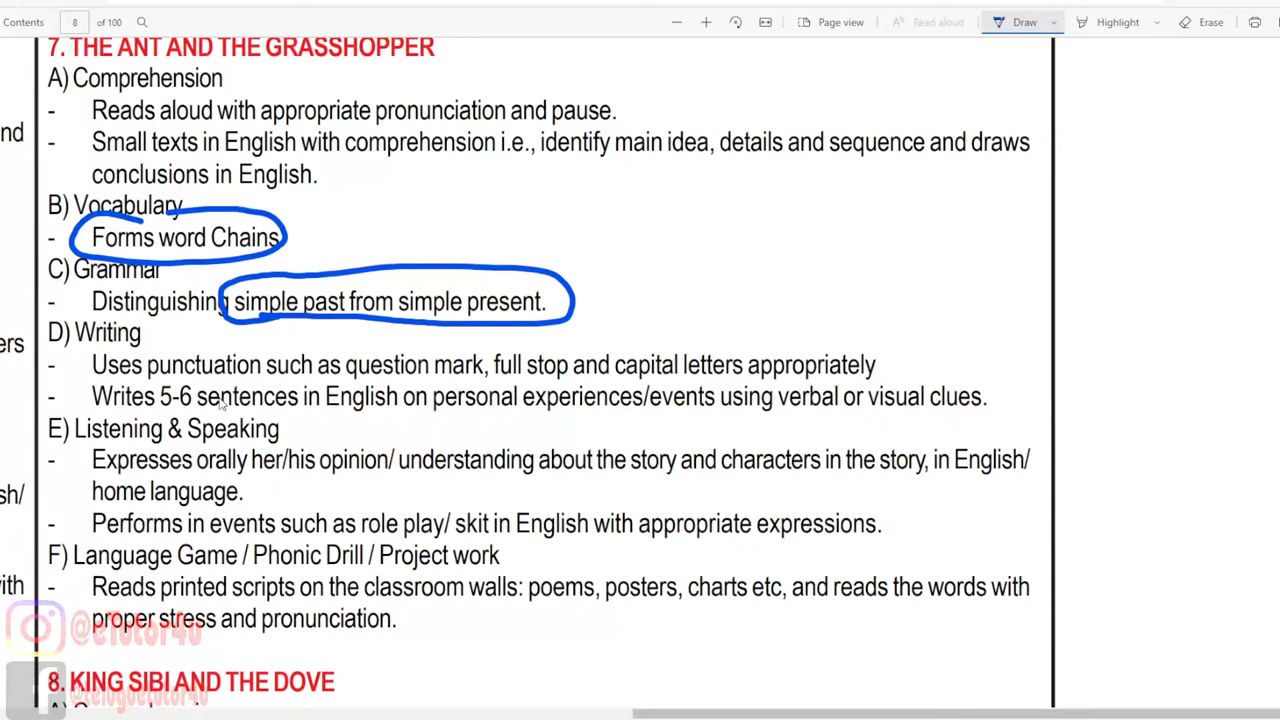 Contents 8 of 100 Page view Read aloud Draw Highlight Erase
7. THE ANT AND THE GRASSHOPPER
A) Comprehension
- Reads aloud with appropriate pronunciation and pause.
nd
- Small texts in English with comprehension i.e., identify main idea, details and sequence and draws
conclusions in English.
B) Vocabulary
- Forms word Chains
C) Grammar
- Distinguishing simple past from simple present.
D) Writing
ers
- Uses punctuation such as question mark, full stop and capital letters appropriately
- Writes 5-6 sentences in English on personal experiences/events using verbal or visual clues.
E) Listening & Speaking
- Expresses orally her/his opinion/ understanding about the story and characters in the story, in English/
home language.
sh/
- Performs in events such as role play/ skit in English with appropriate expressions.
F) Language Game / Phonic Drill / Project work
vith
- Reads printed scripts on the classroom walls: poems, posters, charts etc, and reads the words with
proper stress and pronunciation.
@eTutor4u
8. KING SIBI AND THE DOVE
@teluguetutor4u